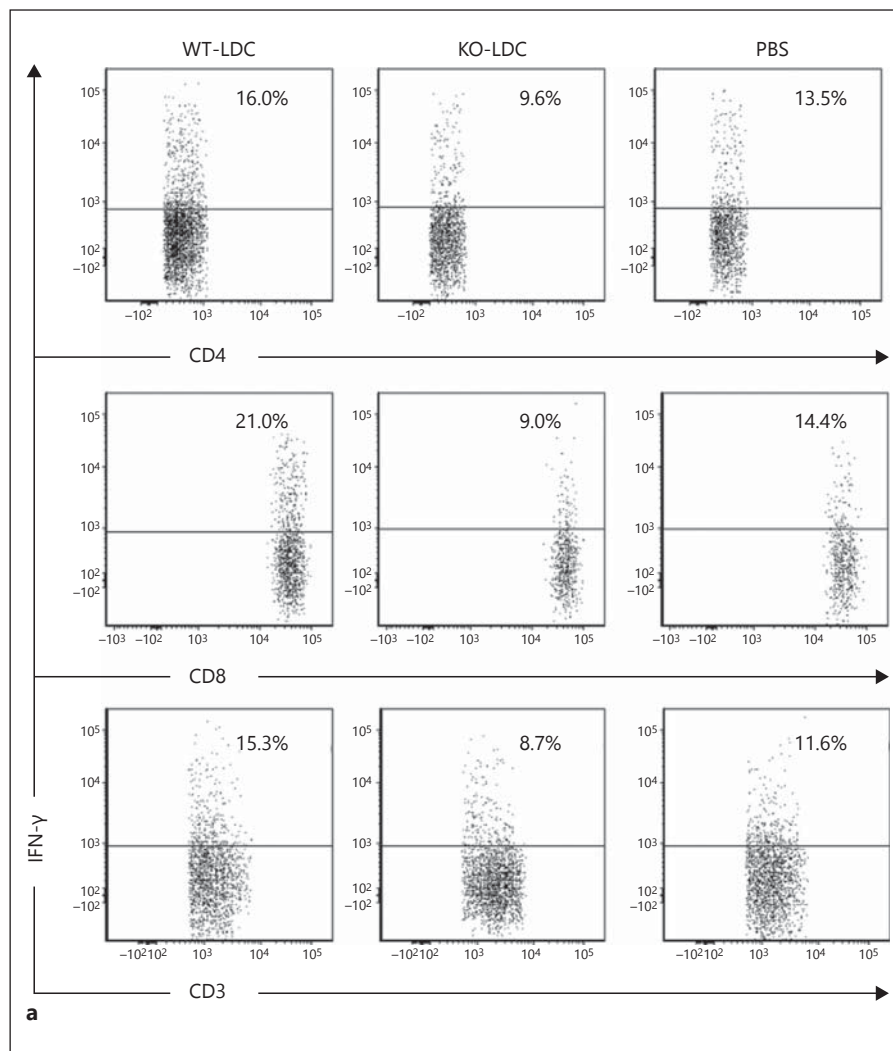 WT-LDC KO-LDC PBS
16.0% 9.6% 13.5%
10⁵ 10⁵ 10⁵
10⁴ 10⁴ 10⁴
10³ 10³ 10³
10² 10² 10²
−10² −10² −10²
−10² 10³ 10⁴ 10⁵ −10² 10³ 10⁴ 10⁵ −10² 10³ 10⁴ 10⁵
CD4
21.0% 9.0% 14.4%
10⁵ 10⁵ 10⁵
10⁴ 10⁴ 10⁴
10³ 10³ 10³
10² 10² 10²
−10² −10² −10²
−10³ −10² 10³ 10⁴ 10⁵ −10³ −10² 10³ 10⁴ 10⁵ −10³ −10² 10³ 10⁴ 10⁵
CD8
15.3% 8.7% 11.6%
10⁵ 10⁵ 10⁵
10⁴ 10⁴ 10⁴
10³ 10³ 10³
10² 10² 10²
−10² −10² −10²
−10²10² 10³ 10⁴ 10⁵ −10²10² 10³ 10⁴ 10⁵ −10²10² 10³ 10⁴ 10⁵
IFN-γ
CD3
a